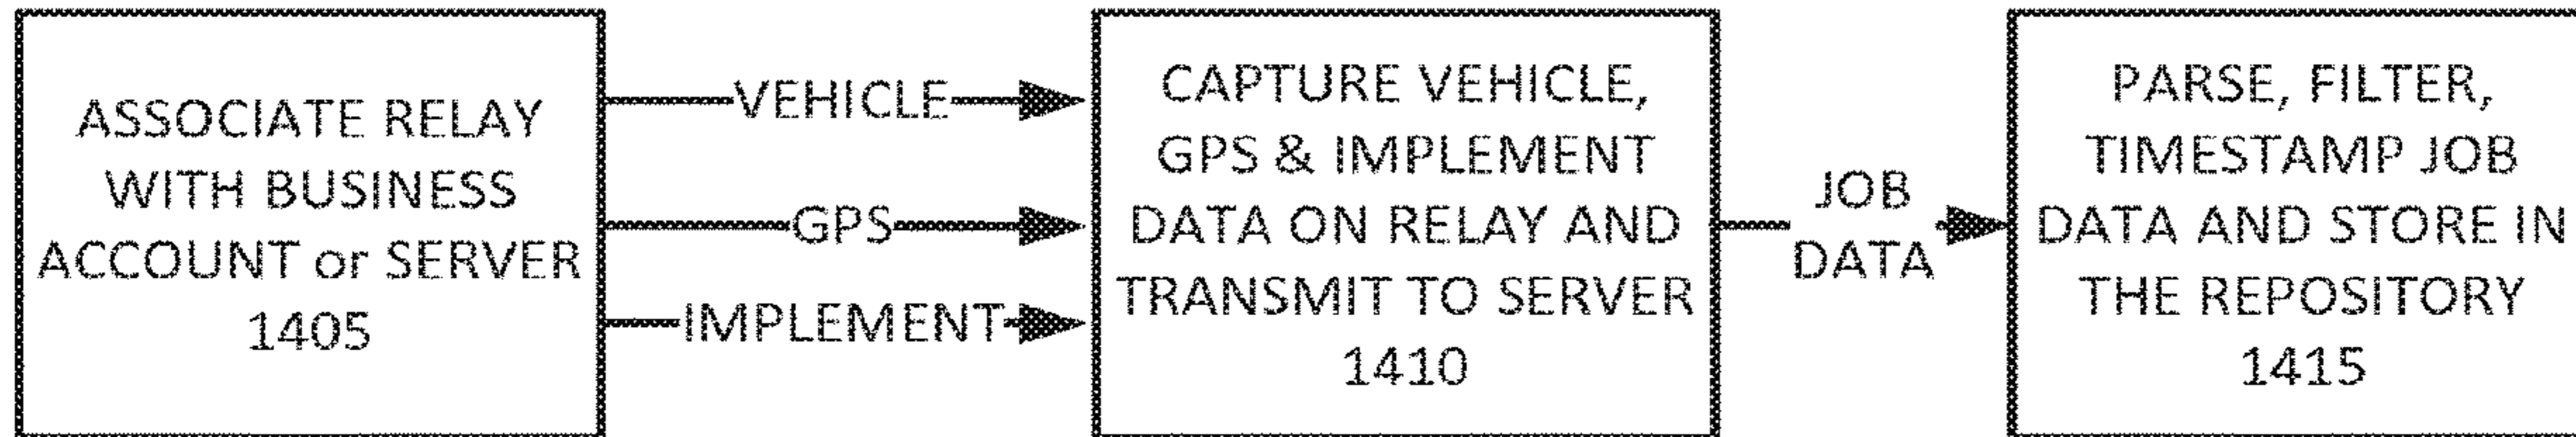 ASSOCIATE RELAY
WITH BUSINESS
ACCOUNT or SERVER
1405
VEHICLE
GPS
IMPLEMENT
CAPTURE VEHICLE,
GPS & IMPLEMENT
DATA ON RELAY AND
TRANSMIT TO SERVER
1410
JOB
DATA
PARSE, FILTER,
TIMESTAMP JOB
DATA AND STORE IN
THE REPOSITORY
1415